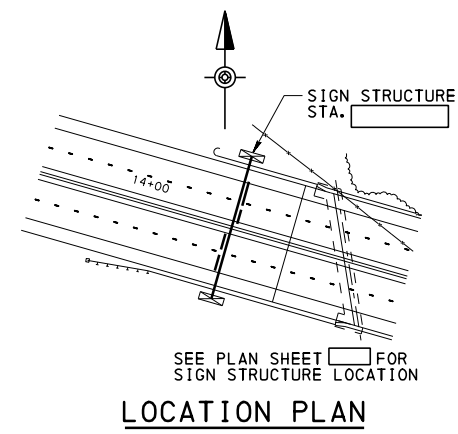 SIGN STRUCTURE
STA.
14+00
SEE PLAN SHEET FOR
SIGN STRUCTURE LOCATION
LOCATION PLAN